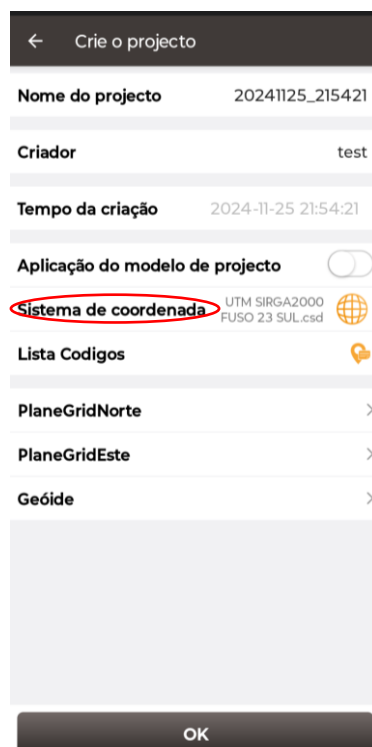 Crie o projecto
Nome do projecto 20241125_215421
Criador test
Tempo da criação 2024-11-25 21:54:21
Aplicação do modelo de projecto
Sistema de coordenada UTM SIRGA2000
FUSO 23 SUL.csd
Lista Codigos
PlaneGridNorte
PlaneGridEste
Geóide
OK